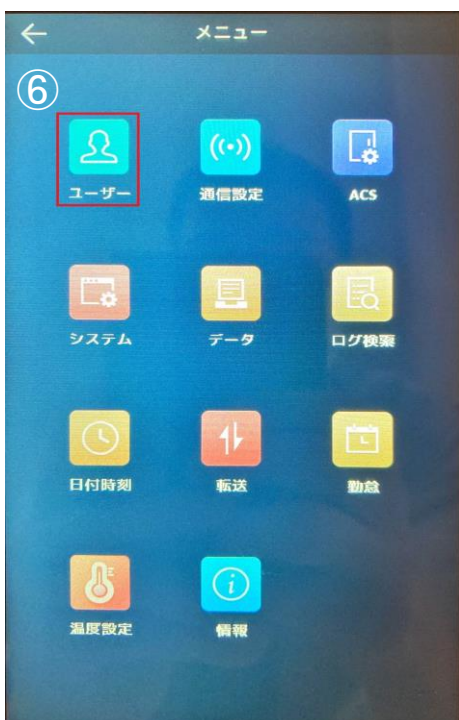 メニュー
⑥
ユーザー 通信設定 ACS
システム データ ログ検索
日付時刻 転送 勤怠
温度設定 情報